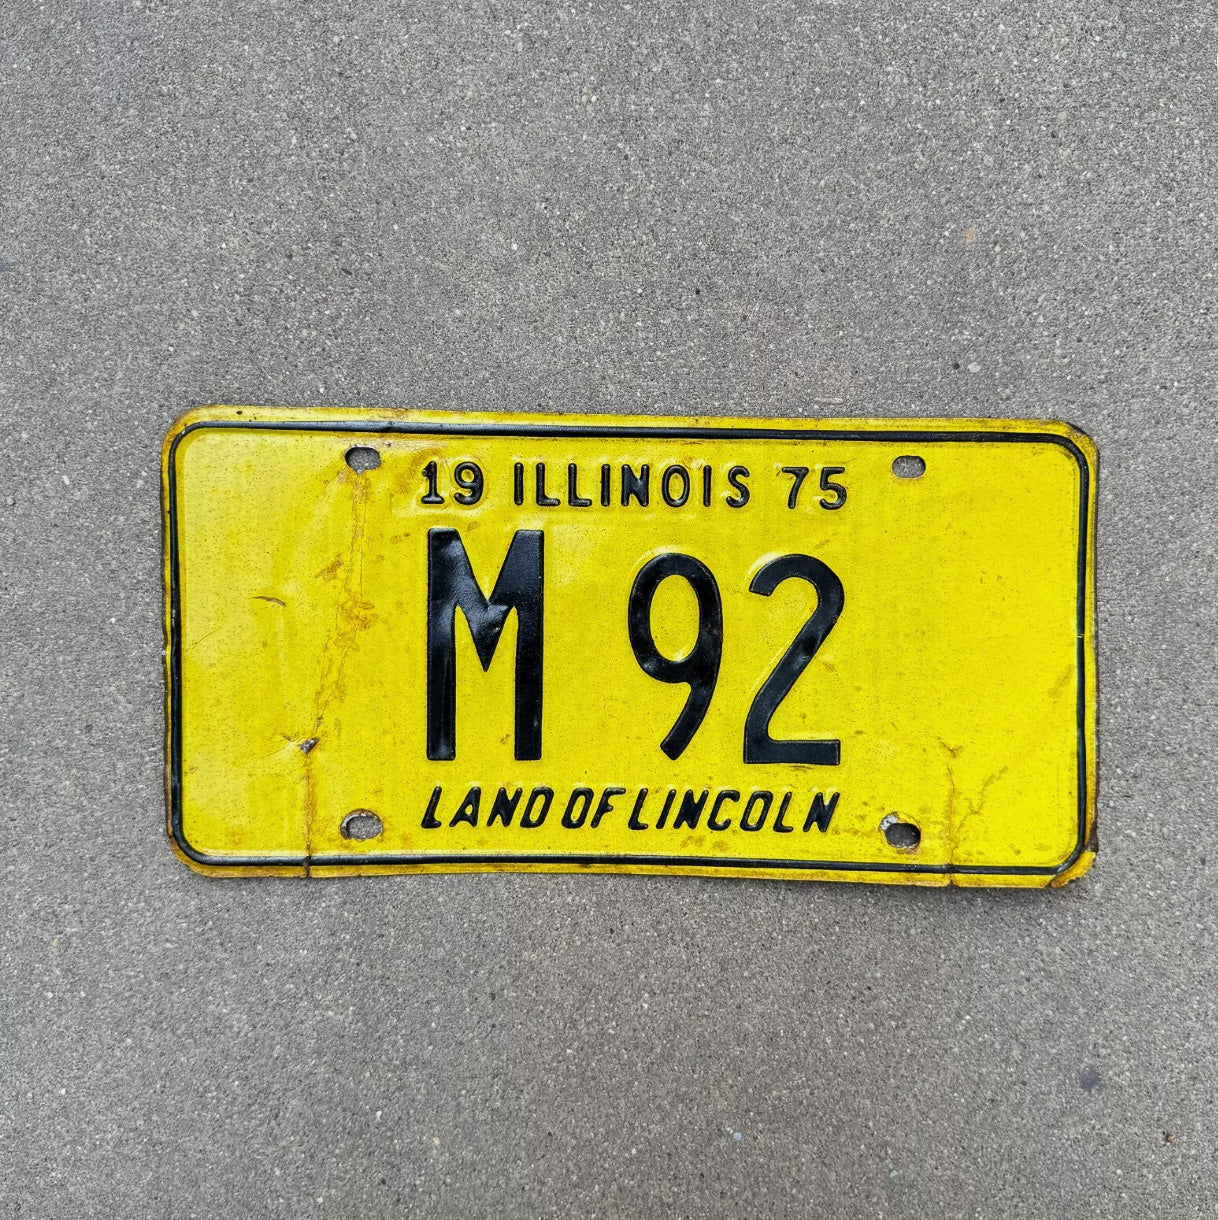 19 ILLINOIS 75
M 92
LAND OF LINCOLN